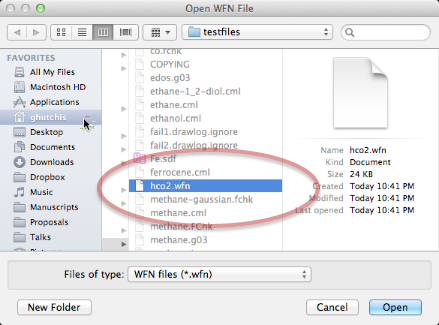 Open WFN File
testfiles
FAVORITES
All My Files
Macintosh HD
Applications
ghutchis
Desktop
Documents
Downloads
Dropbox
Music
Manuscripts
Proposals
Talks
Pictures
co.fchk
COPYING
edos.g03
ethane-1_2-diol.cml
ethane.cml
ethanol.cml
fail1.drawlog.ignore
fail2.drawlog.ignore
Fe.sdf
ferrocene.cml
hco2.wfn
methane-gaussian.fchk
methane.cml
methane.FChk
methane.g03
Name hco2.wfn
Kind Document
Size 24 KB
Created Today 10:41 PM
Modified Today 10:41 PM
Last opened Today 10:41 PM
Files of type: WFN files (*.wfn)
New Folder
Cancel
Open